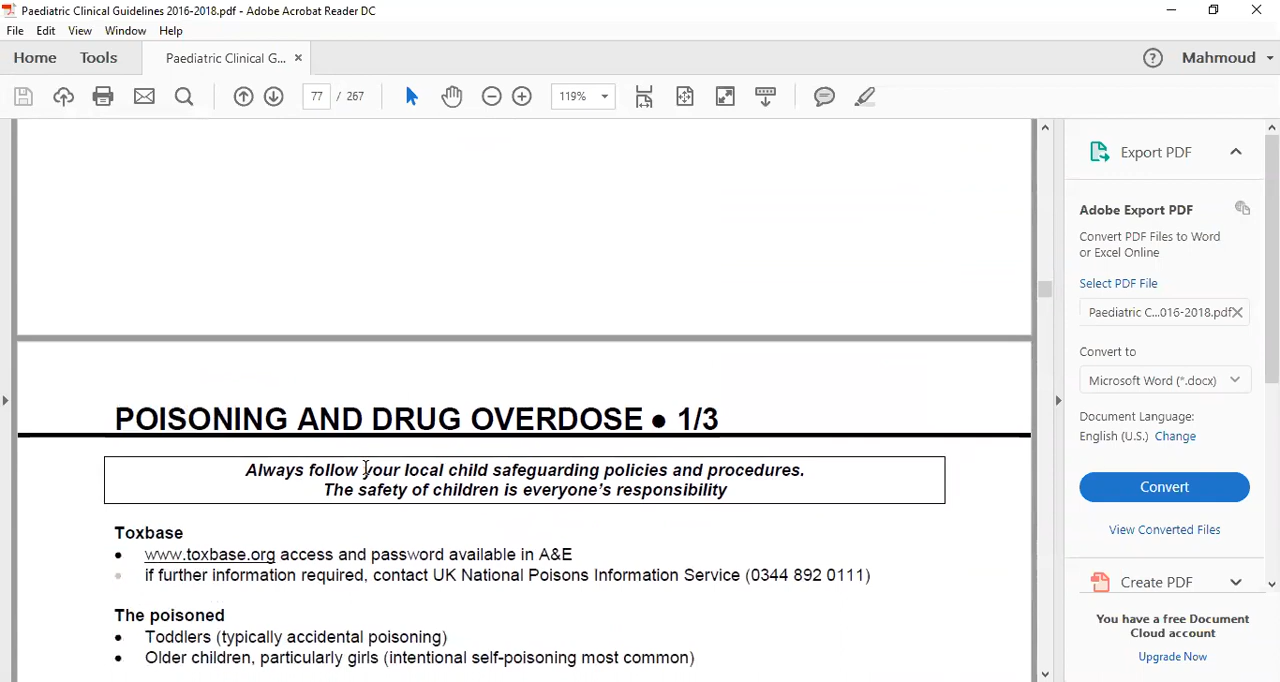 Paediatric Clinical Guidelines 2016-2018.pdf - Adobe Acrobat Reader DC
File Edit View Window Help
Home Tools Paediatric Clinical G... × ? Mahmoud
77 / 267 119%
Export PDF
Adobe Export PDF
Convert PDF Files to Word
or Excel Online
Select PDF File
Paediatric C...016-2018.pdf
Convert to
Microsoft Word (*.docx)
Document Language:
English (U.S.) Change
Convert
View Converted Files
Create PDF
You have a free Document
Cloud account
Upgrade Now
POISONING AND DRUG OVERDOSE ● 1/3
Always follow your local child safeguarding policies and procedures.
The safety of children is everyone's responsibility
Toxbase
• www.toxbase.org access and password available in A&E
• if further information required, contact UK National Poisons Information Service (0344 892 0111)
The poisoned
• Toddlers (typically accidental poisoning)
• Older children, particularly girls (intentional self-poisoning most common)